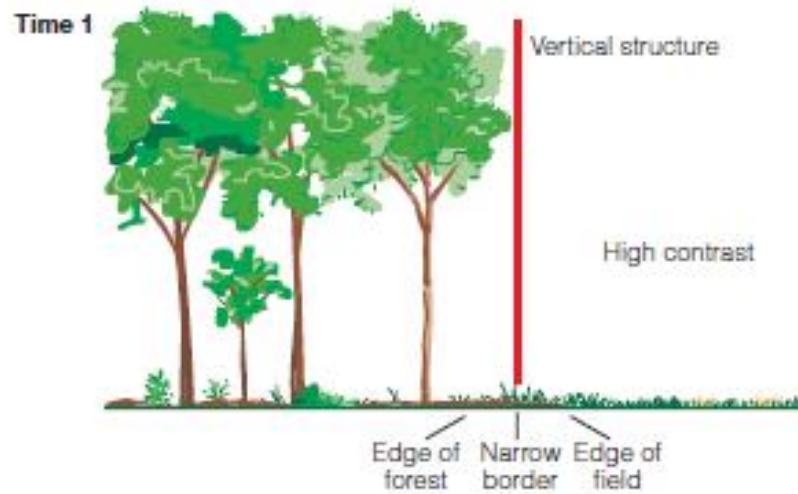 Time 1
Vertical structure
High contrast
Edge of Narrow Edge of
forest border field